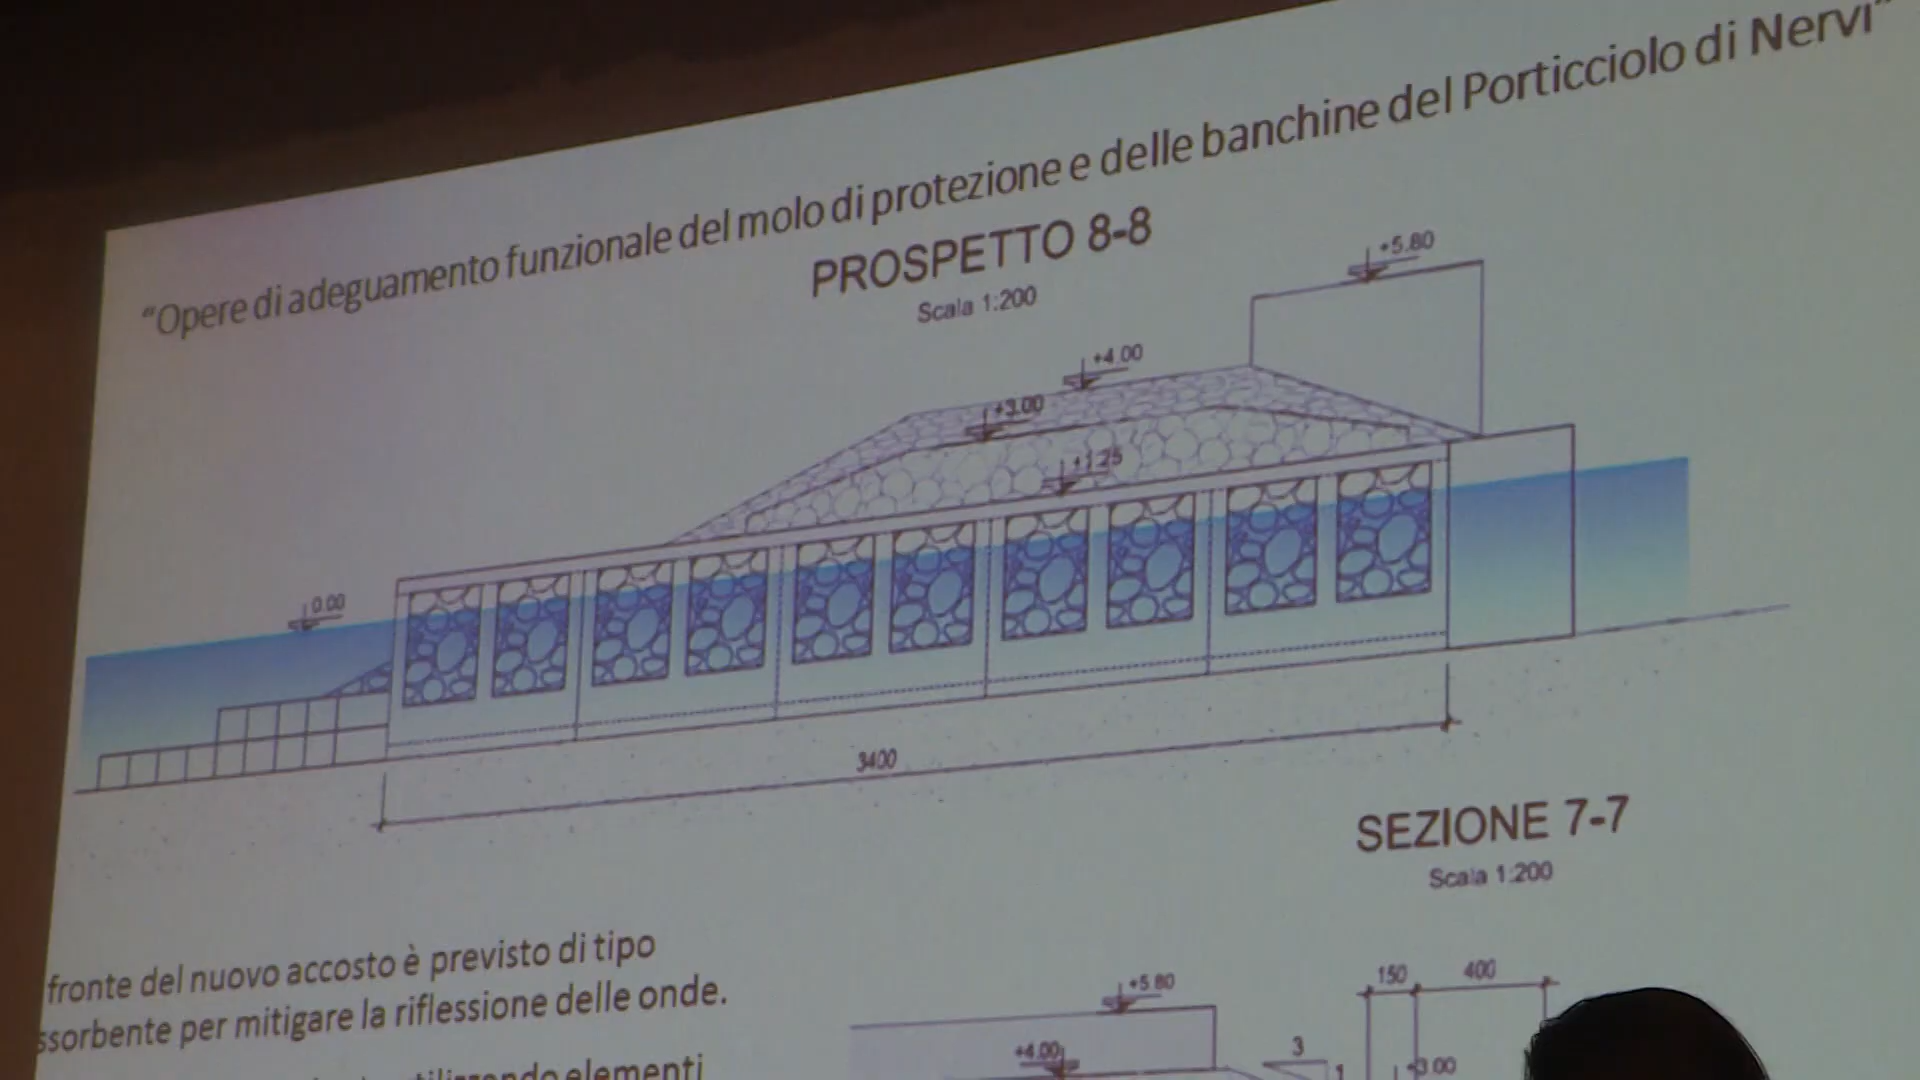 “Opere di adeguamento funzionale del molo di protezione e delle banchine del Porticciolo di Nervi”
PROSPETTO 8-8
Scala 1:200
+5.80
+4.00
+3.00
+1.25
0.00
3400
SEZIONE 7-7
Scala 1:200
fronte del nuovo accosto è previsto di tipo
ssorbente per mitigare la riflessione delle onde.
elementi
+5.80
+4.00
3
1
150
400
+3.00